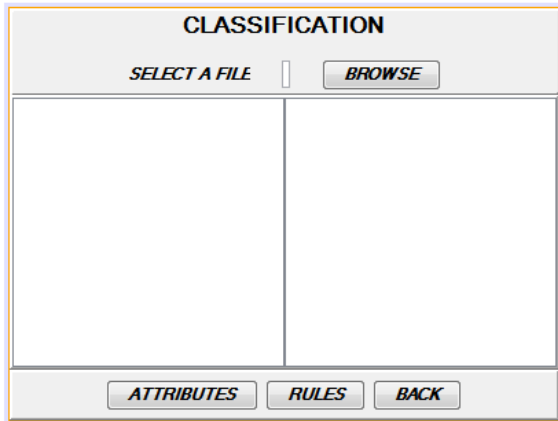 CLASSIFICATION
SELECT A FILE BROWSE
ATTRIBUTES RULES BACK